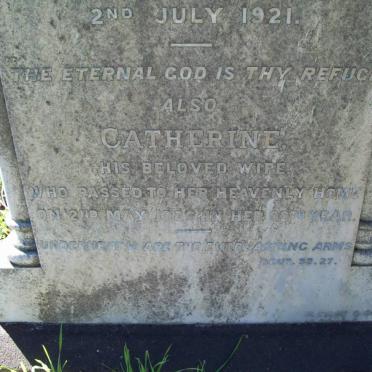 2ND JULY 1921.
THE ETERNAL GOD IS THY REFUGE
ALSO
CATHERINE
HIS BELOVED WIFE
WHO PASSED TO HER HEAVENLY HOME
ON MAY IN HER YEAR.
UNDERNEATH ARE THE EVERLASTING ARMS
DEUT. 33. 27.